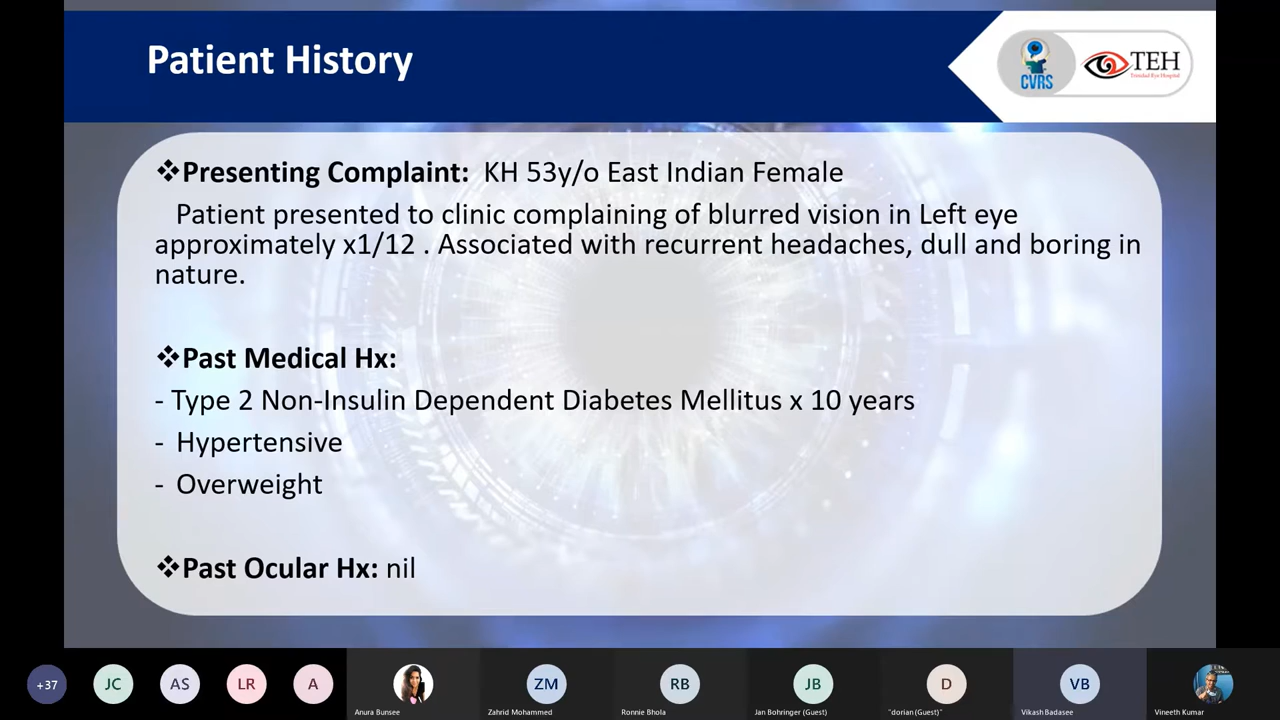 Patient History
CVRS
TEH
Trinidad Eye Hospital
❖Presenting Complaint: KH 53y/o East Indian Female
Patient presented to clinic complaining of blurred vision in Left eye
approximately x1/12 . Associated with recurrent headaches, dull and boring in
nature.
❖Past Medical Hx:
- Type 2 Non-Insulin Dependent Diabetes Mellitus x 10 years
- Hypertensive
- Overweight
❖Past Ocular Hx: nil
+37
JC
AS
LR
A
ZM
RB
JB
D
VB
Anura Bunsee
Zahrid Mohammed
Ronnie Bhola
Jan Bohringer (Guest)
"dorian (Guest)"
Vikash Badasee
Vineeth Kumar